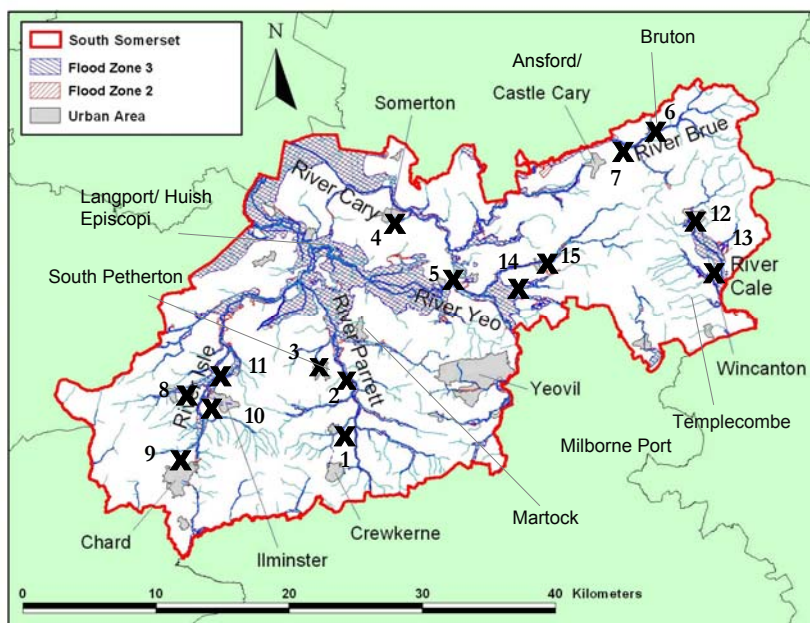 South Somerset
Flood Zone 3
Flood Zone 2
Urban Area
N
Bruton
Ansford/
Castle Cary
6
Somerton
River Brue
7
Langport/ Huish
Episcopi
River Cary
4
12
13
14
15
5
River
Cale
South Petherton
River Yeo
River Parrett
Wincanton
River Isle
3
11
2
8
Yeovil
10
Templecombe
9
1
Milborne Port
Martock
Chard
Crewkerne
Ilminster
0
10
20
30
40
Kilometers